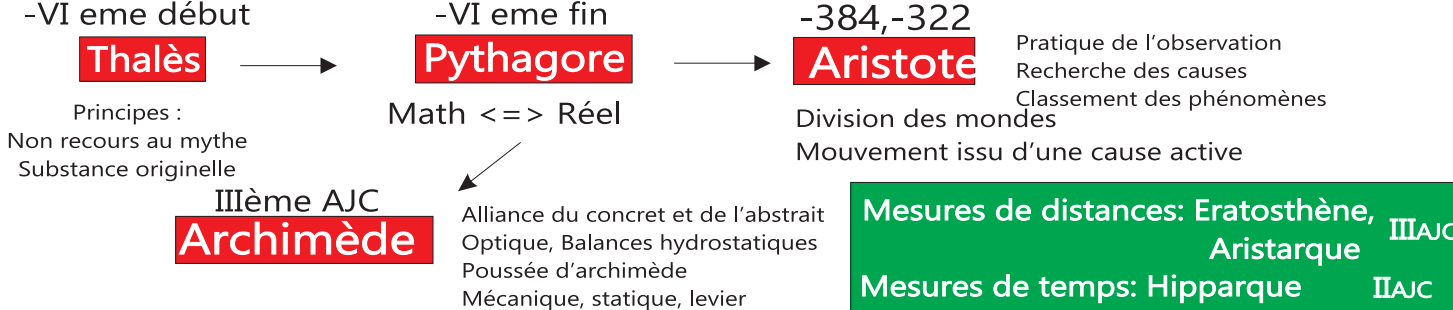 -VI eme début
Thalès
Principes :
Non recours au mythe
Substance originelle
-VI eme fin
Pythagore
Math <=> Réel
-384,-322
Aristote
Pratique de l’observation
Recherche des causes
Classement des phénomènes
Division des mondes
Mouvement issu d’une cause active
IIIème AJC
Archimède
Alliance du concret et de l’abstrait
Optique, Balances hydrostatiques
Poussée d’archimède
Mécanique, statique, levier
Mesures de distances: Eratosthène,
Aristarque
IIIAJC
Mesures de temps: Hipparque IIAJC